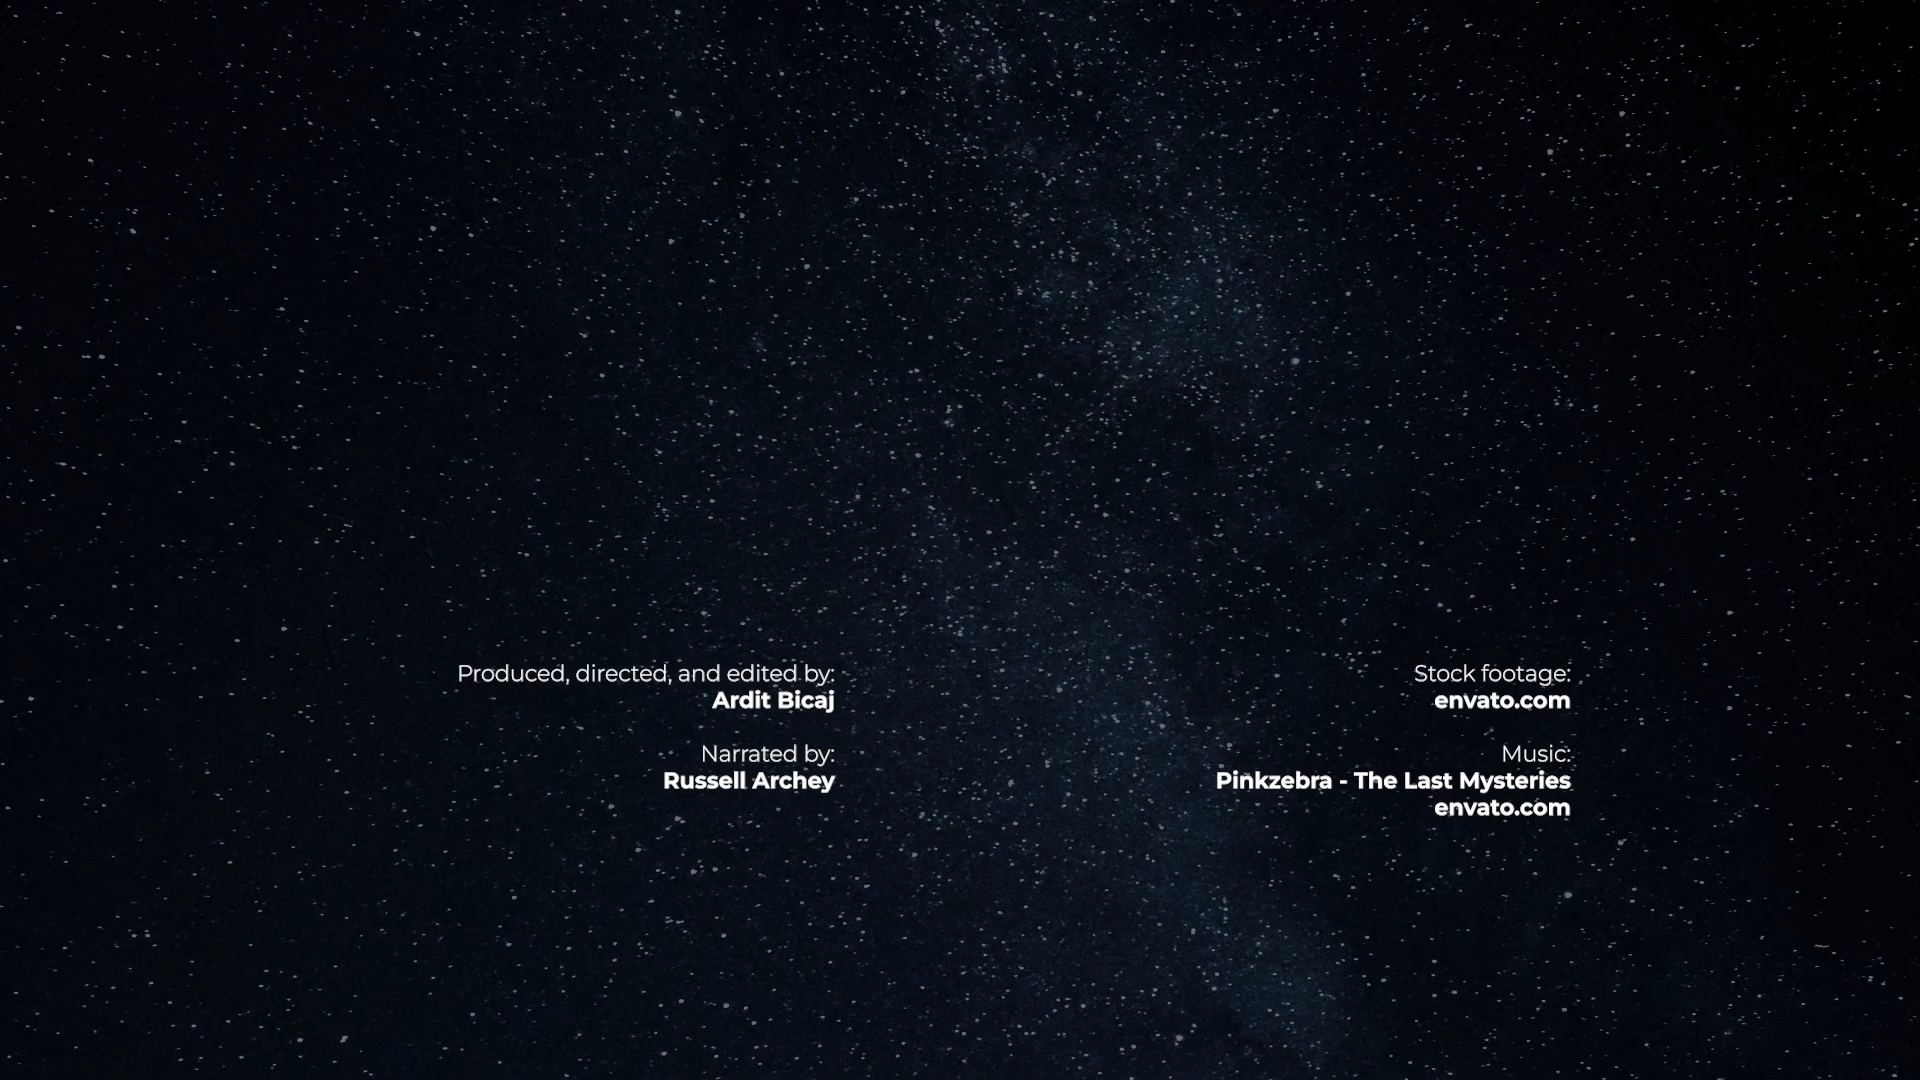 Produced, directed, and edited by:
Ardit Bicaj
Narrated by:
Russell Archey
Stock footage:
envato.com
Music:
Pinkzebra - The Last Mysteries
envato.com